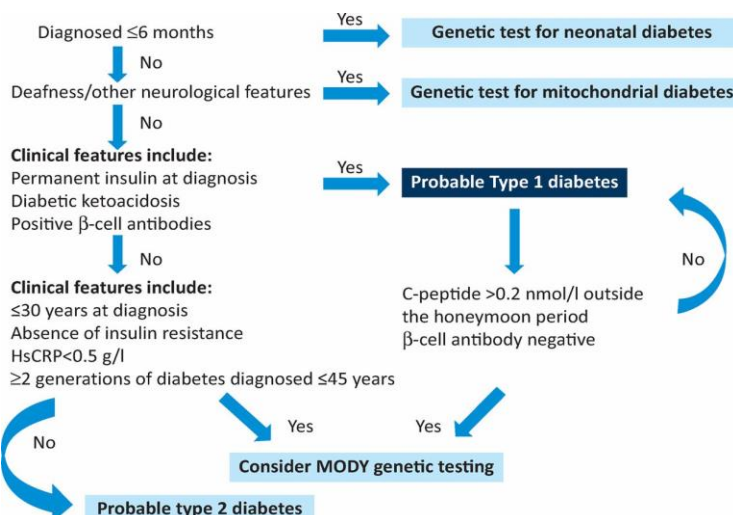 Diagnosed ≤6 months
Yes
Genetic test for neonatal diabetes
No
Deafness/other neurological features
Yes
Genetic test for mitochondrial diabetes
No
Clinical features include:
Permanent insulin at diagnosis
Diabetic ketoacidosis
Positive β-cell antibodies
Yes
Probable Type 1 diabetes
No
Clinical features include:
≤30 years at diagnosis
Absence of insulin resistance
HsCRP<0.5 g/l
≥2 generations of diabetes diagnosed ≤45 years
C-peptide >0.2 nmol/l outside
the honeymoon period
β-cell antibody negative
No
No
Yes
Yes
Consider MODY genetic testing
Probable type 2 diabetes